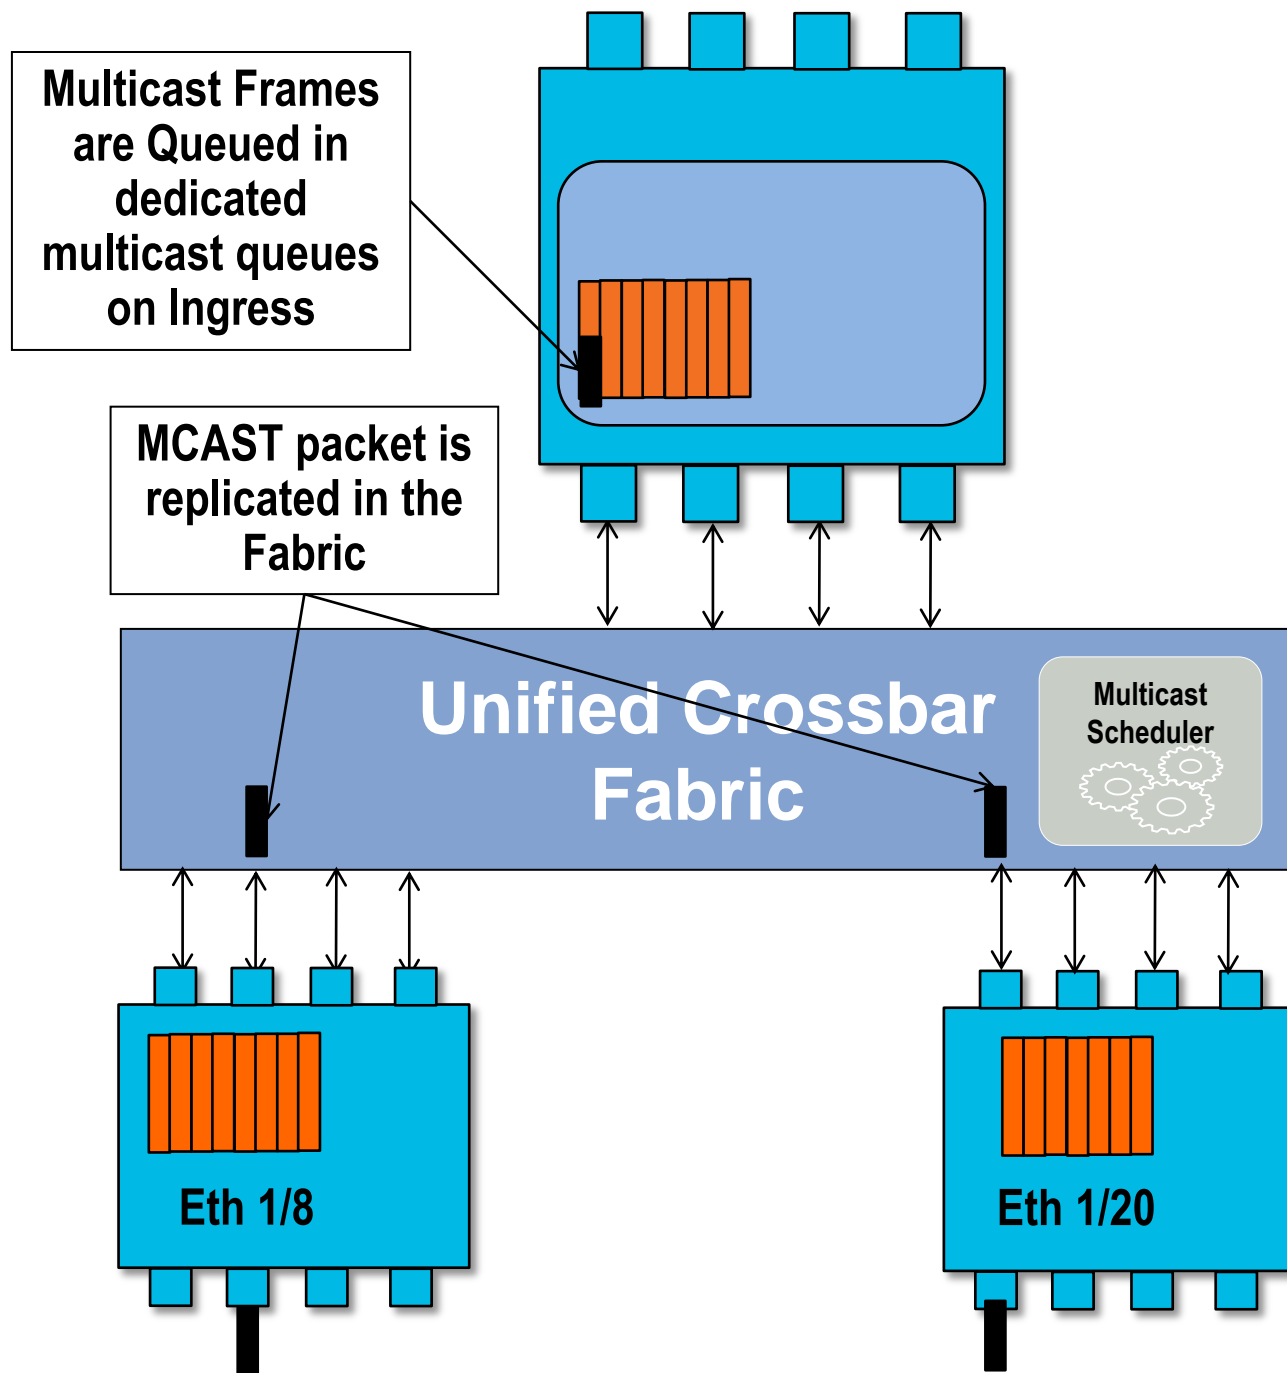 Multicast Frames
are Queued in
dedicated
multicast queues
on Ingress
MCAST packet is
replicated in the
Fabric
Unified Crossbar
Fabric
Multicast
Scheduler
Eth 1/8
Eth 1/20